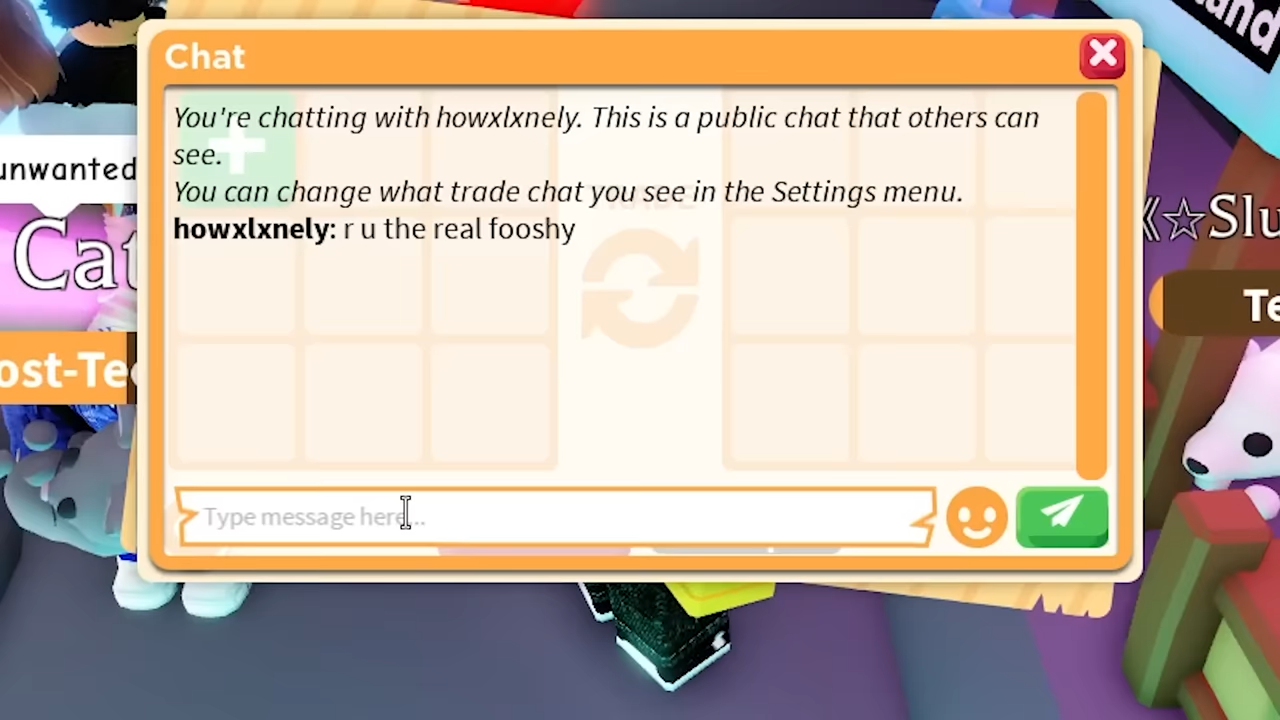 Chat
You're chatting with howxlxnely. This is a public chat that others can
see.
You can change what trade chat you see in the Settings menu.
howxlxnely: r u the real fooshy
Type message here...
unwanted
Cat
ost-Te
and
☆Slu
Te